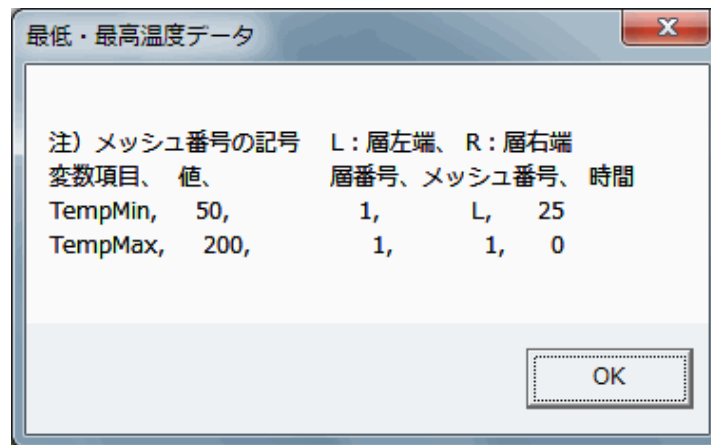 最低・最高温度データ
注）メッシュ番号の記号 L：層左端、 R：層右端
変数項目、 値、 層番号、メッシュ番号、 時間
TempMin, 50, 1, L, 25
TempMax, 200, 1, 1, 0
OK